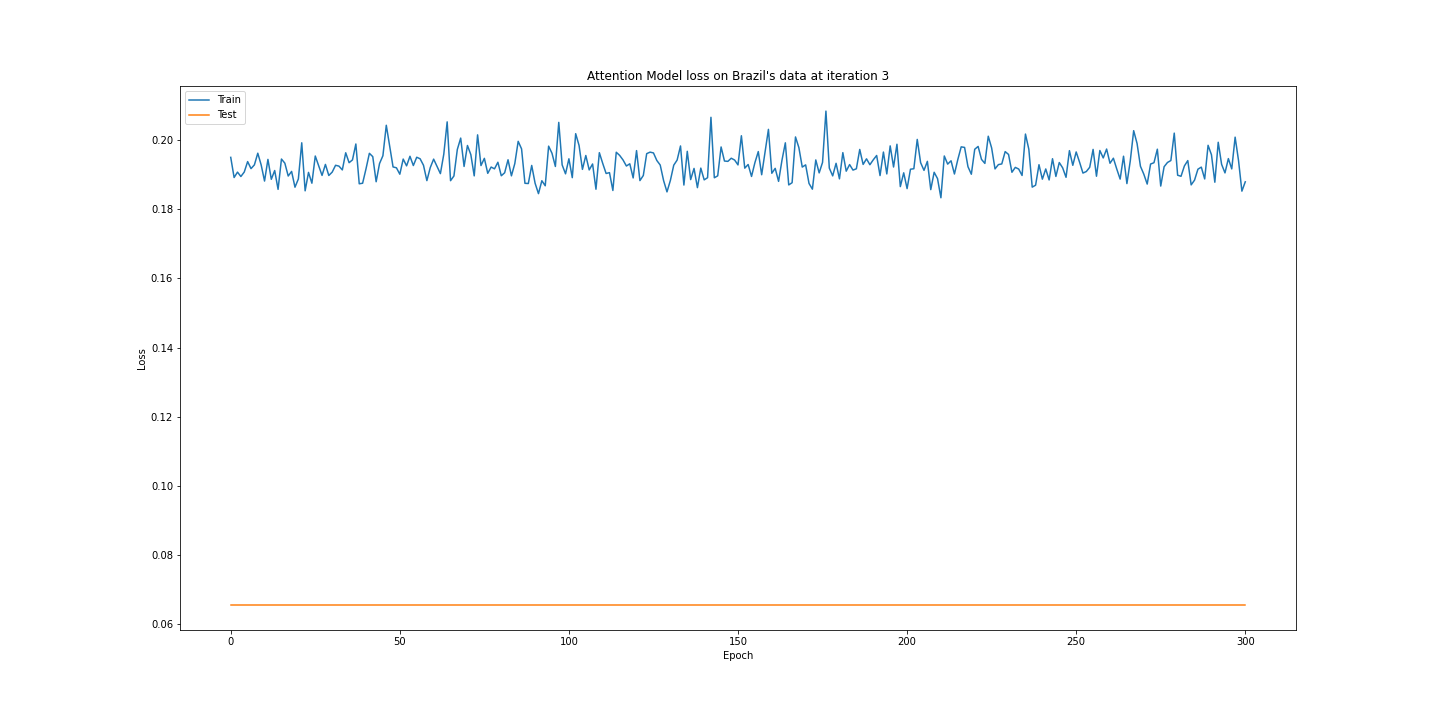 Attention Model loss on Brazil's data at iteration 3
Train
Test
0.20
0.18
0.16
0.14
0.12
0.10
0.08
0.06
Loss
0 50 100 150 200 250 300
Epoch